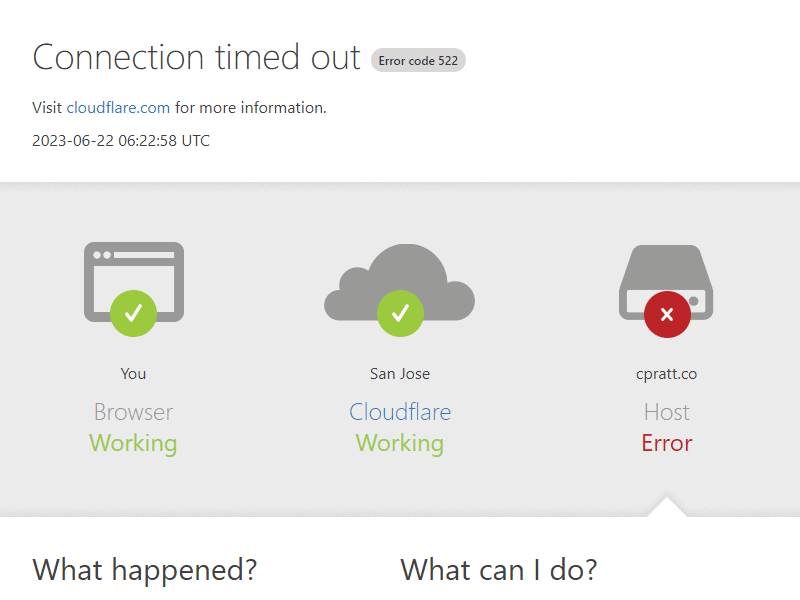 Connection timed out Error code 522
Visit cloudflare.com for more information.
2023-06-22 06:22:58 UTC
You
Browser
Working
San Jose
Cloudflare
Working
cpratt.co
Host
Error
What happened?
What can I do?